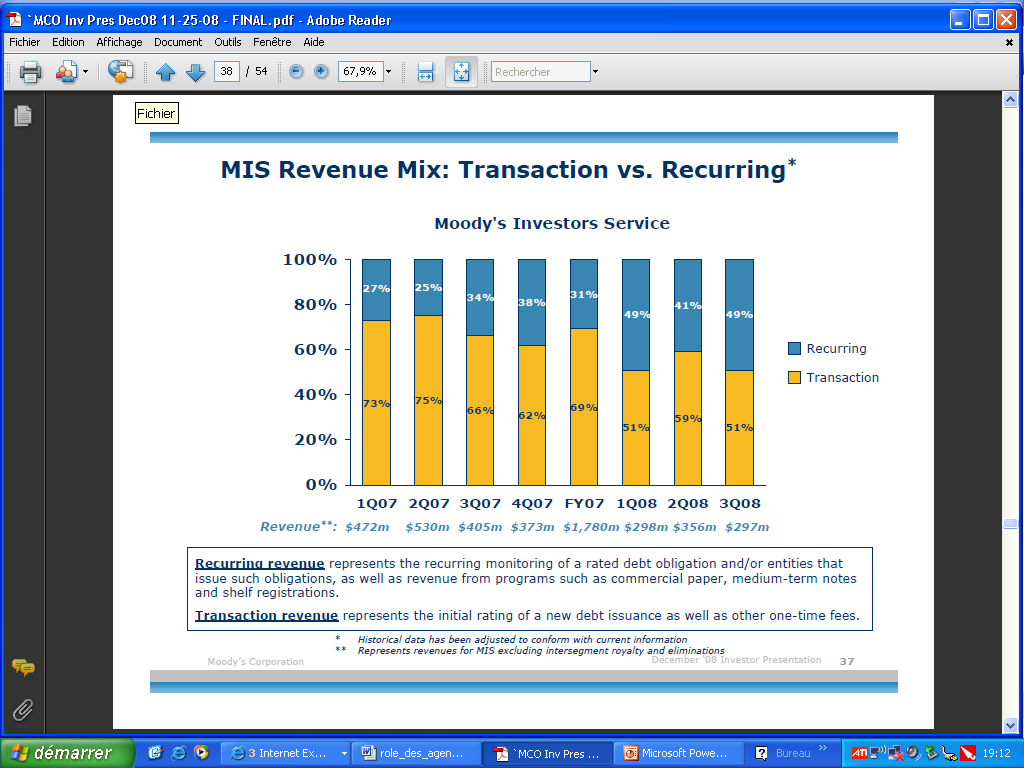 `MCO Inv Pres Dec08 11-25-08 - FINAL.pdf - Adobe Reader
Fichier Edition Affichage Document Outils Fenêtre Aide
38 / 54 67,9% Rechercher
Fichier
MIS Revenue Mix: Transaction vs. Recurring*
Moody's Investors Service
100%
80%
60%
40%
20%
0%
27% 25% 34% 38% 31% 49% 41% 49%
73% 75% 66% 62% 69% 51% 59% 51%
Recurring
Transaction
1Q07 2Q07 3Q07 4Q07 FY07 1Q08 2Q08 3Q08
Revenue**: $472m $530m $405m $373m $1,780m $298m $356m $297m
Recurring revenue represents the recurring monitoring of a rated debt obligation and/or entities that
issue such obligations, as well as revenue from programs such as commercial paper, medium-term notes
and shelf registrations.
Transaction revenue represents the initial rating of a new debt issuance as well as other one-time fees.
* Historical data has been adjusted to conform with current information
** Represents revenues for MIS excluding intersegment royalty and eliminations
Moody's Corporation December '08 Investor Presentation 37
démarrer 3 Internet Ex... role_des_agen... `MCO Inv Pres ... Microsoft Powe... Bureau » ATI 19:12